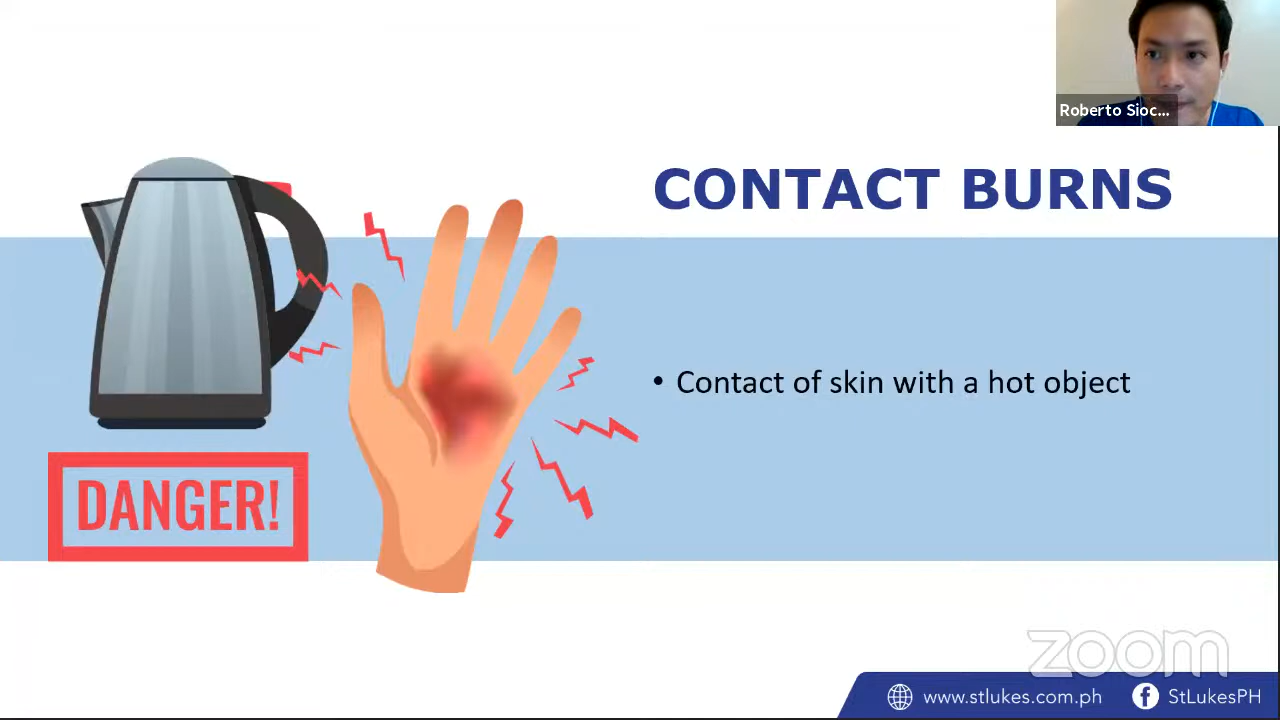 Roberto Sioc...
CONTACT BURNS
• Contact of skin with a hot object
DANGER!
zoom
www.stlukes.com.ph
StLukesPH